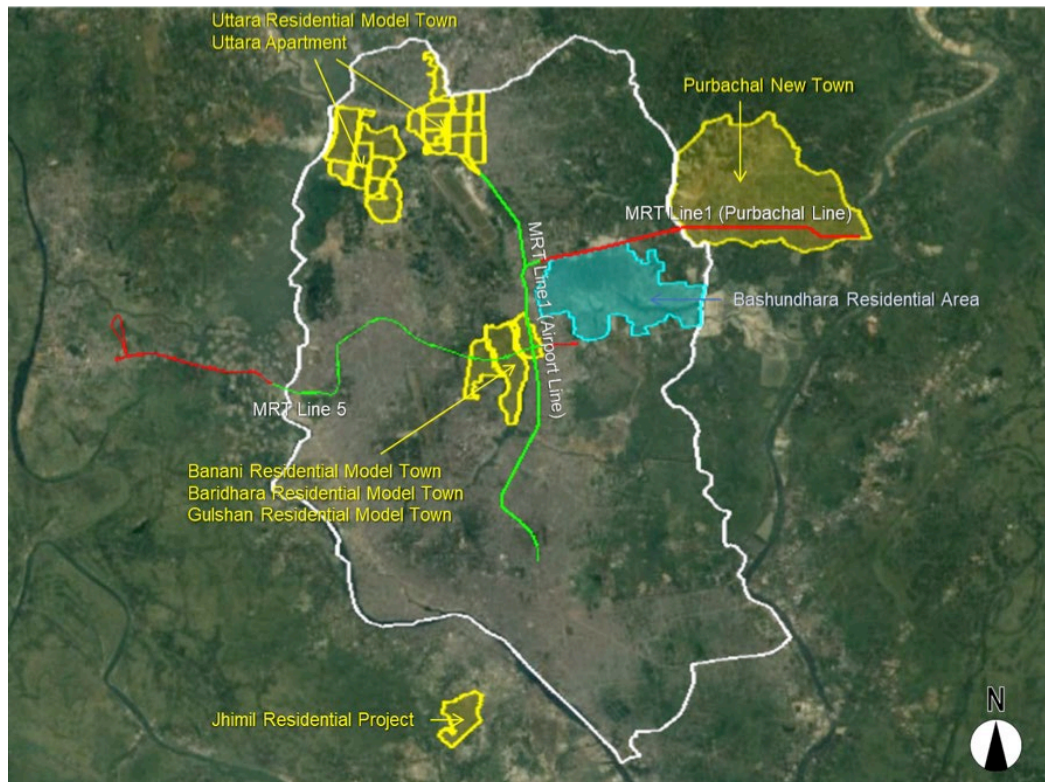 Uttara Residential Model Town
Uttara Apartment
Purbachal New Town
MRT Line1 (Purbachal Line)
MRT Line1 (Airport Line)
Bashundhara Residential Area
MRT Line 5
Banani Residential Model Town
Baridhara Residential Model Town
Gulshan Residential Model Town
Jhimil Residential Project
N